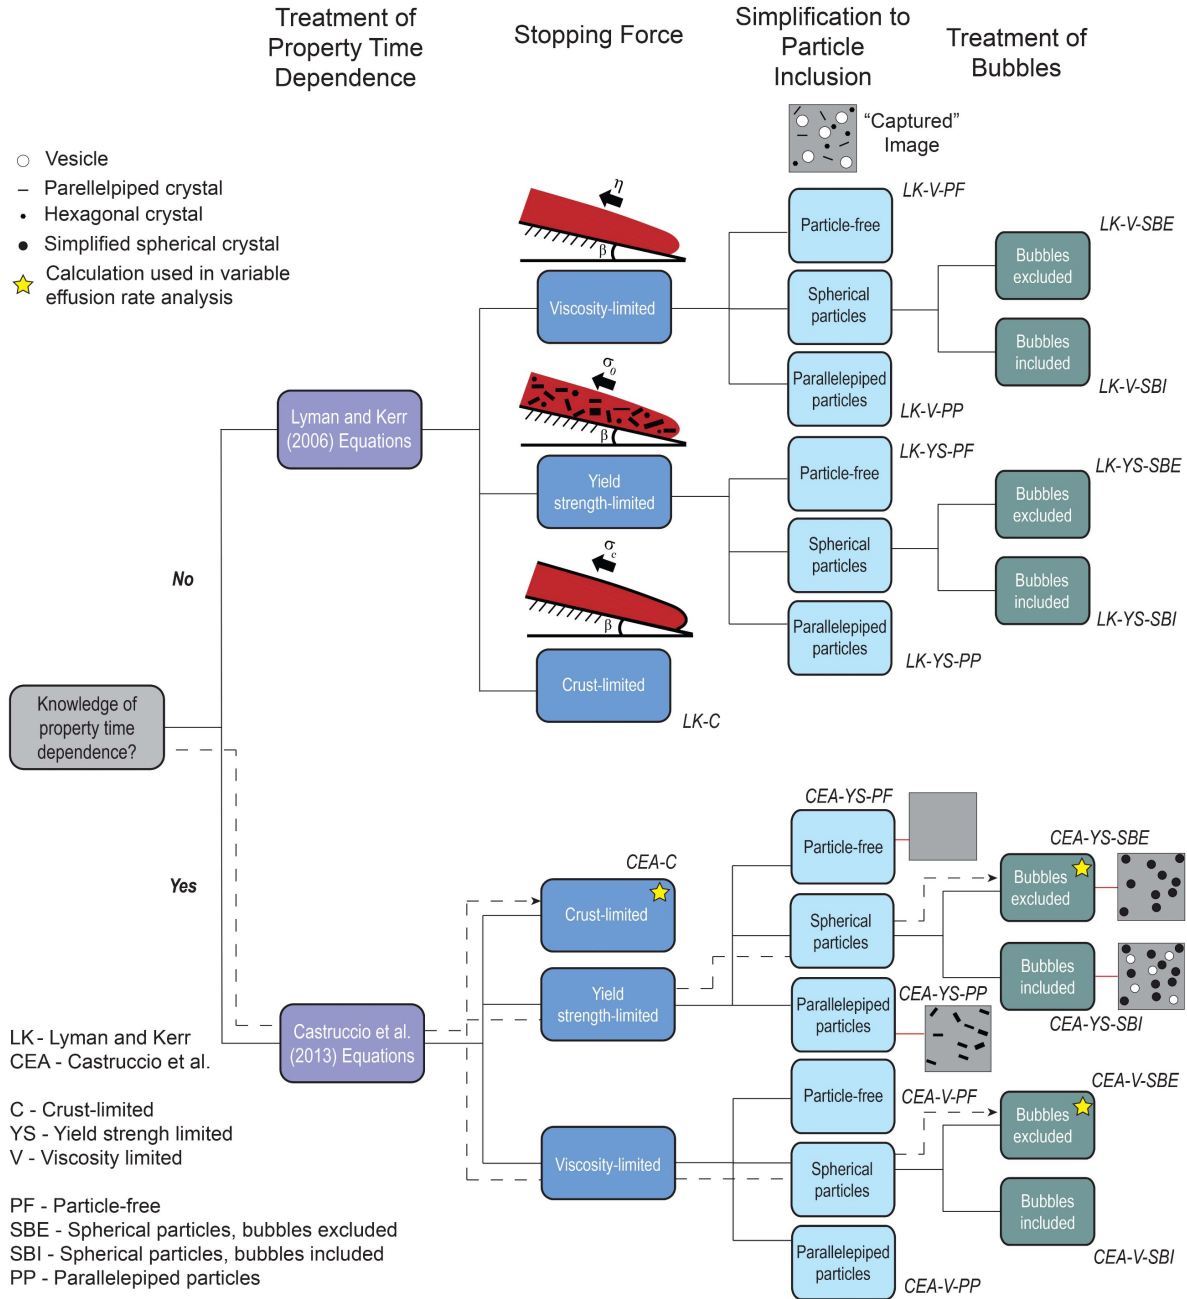 Treatment of
Property Time
Dependence
Stopping Force
Simplification to
Particle
Inclusion
Treatment of
Bubbles
"Captured"
Image
Vesicle
Parellelpiped crystal
Hexagonal crystal
Simplified spherical crystal
Calculation used in variable
effusion rate analysis
η
β
LK-V-PF
Particle-free
LK-V-SBE
Bubbles
excluded
Viscosity-limited
Spherical
particles
Bubbles
included
LK-V-SBI
Parallelepiped
particles
LK-V-PP
σ0
β
Lyman and Kerr
(2006) Equations
LK-YS-PF
Particle-free
LK-YS-SBE
Bubbles
excluded
Yield
strength-limited
Spherical
particles
Bubbles
included
LK-YS-SBI
σc
β
Parallelepiped
particles
LK-YS-PP
No
Crust-limited
LK-C
Knowledge of
property time
dependence?
Yes
CEA-YS-PF
Particle-free
CEA-C
Crust-limited
CEA-YS-SBE
Bubbles
excluded
Spherical
particles
Bubbles
included
CEA-YS-SBI
Yield
strength-limited
CEA-YS-PP
Parallelepiped
particles
Castruccio et al.
(2013) Equations
Particle-free
CEA-V-PF
CEA-V-SBE
Bubbles
excluded
Viscosity-limited
Spherical
particles
Bubbles
included
CEA-V-SBI
Parallelepiped
particles
CEA-V-PP
LK - Lyman and Kerr
CEA - Castruccio et al.
C - Crust-limited
YS - Yield strengh limited
V - Viscosity limited
PF - Particle-free
SBE - Spherical particles, bubbles excluded
SBI - Spherical particles, bubbles included
PP - Parallelepiped particles